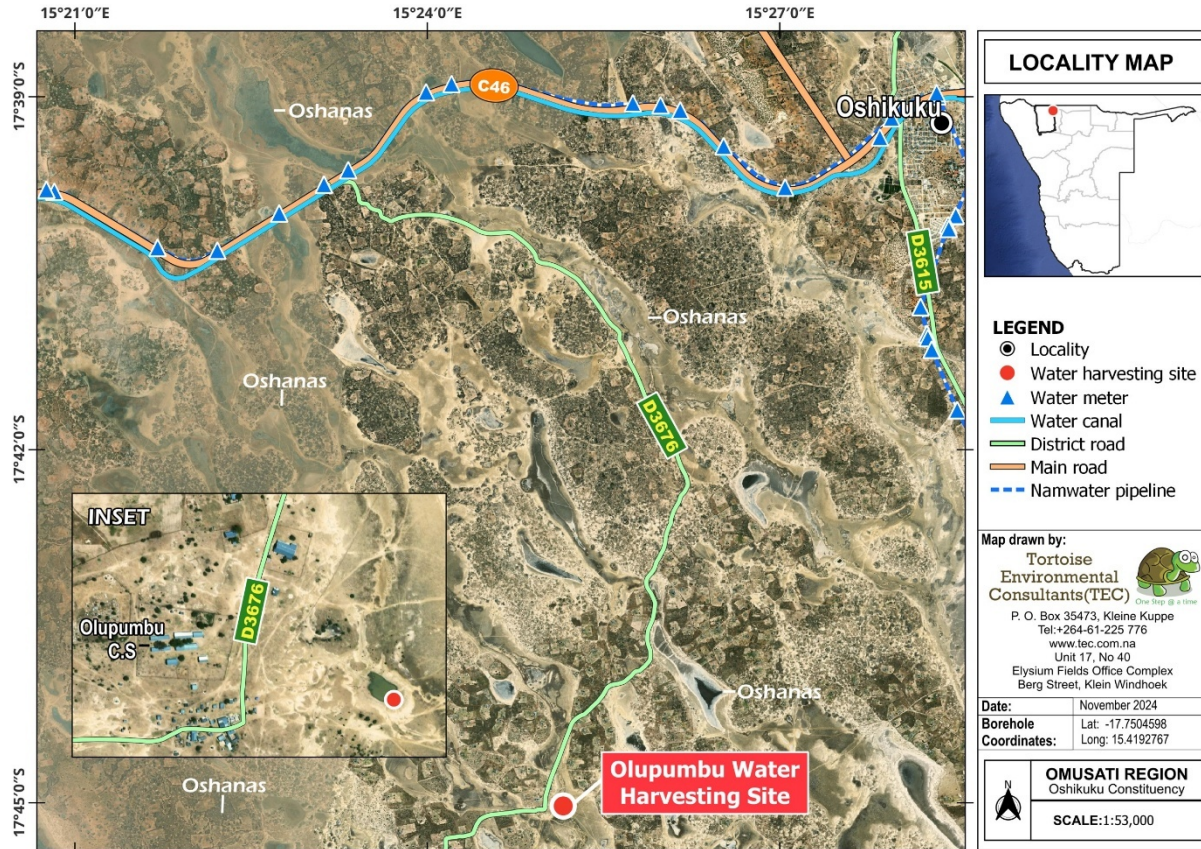 15°21′0″E
15°24′0″E
15°27′0″E
17°39′0″S
17°42′0″S
17°45′0″S
C46
Oshanas
Oshikuku
D3615
Oshanas
Oshanas
D3676
Oshanas
Oshanas
Olupumbu Water
Harvesting Site
INSET
D3676
Olupumbu
C.S
LOCALITY MAP
LEGEND
Locality
Water harvesting site
Water meter
Water canal
District road
Main road
Namwater pipeline
Map drawn by:
Tortoise
Environmental
Consultants(TEC)
One Step @ a time
P. O. Box 35473, Kleine Kuppe
Tel:+264-61-225 776
www.tec.com.na
Unit 17, No 40
Elysium Fields Office Complex
Berg Street, Klein Windhoek
Date: November 2024
Borehole Lat: -17.7504598
Coordinates: Long: 15.4192767
N
OMUSATI REGION
Oshikuku Constituency
SCALE:1:53,000